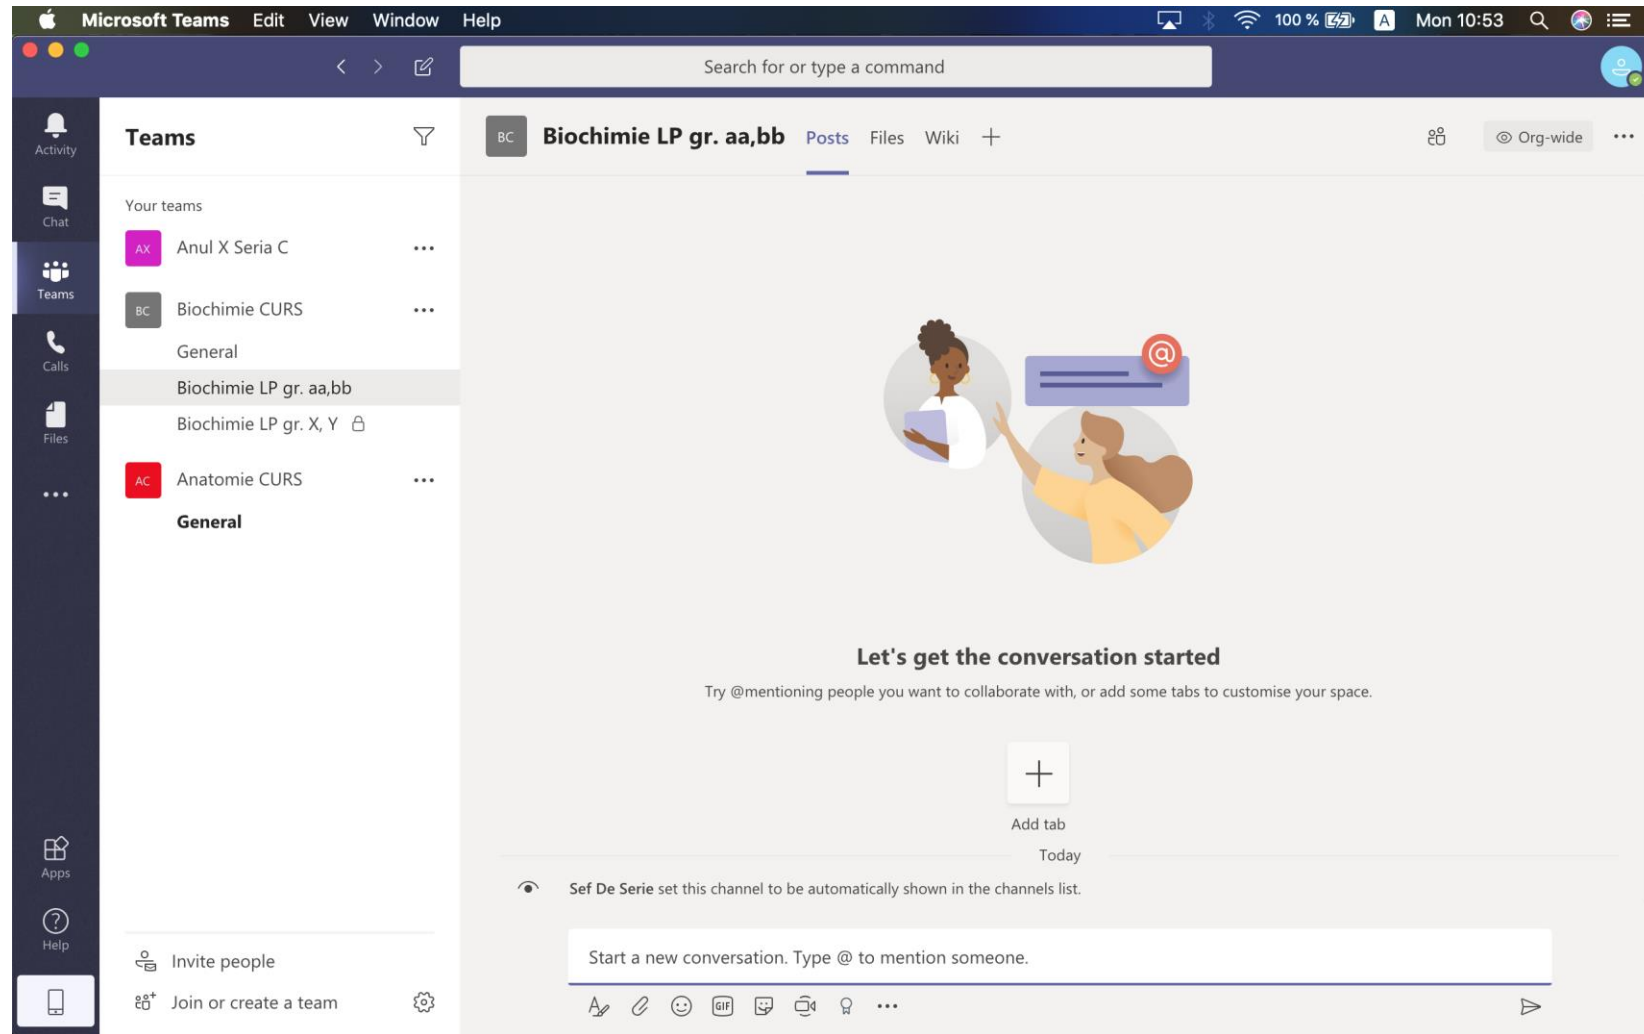 Microsoft Teams Edit View Window Help 100 % A Mon 10:53
Search for or type a command
Activity
Chat
Teams
Calls
Files
Apps
Help
Teams
Your teams
AX Anul X Seria C
BC Biochimie CURS
General
Biochimie LP gr. aa,bb
Biochimie LP gr. X, Y
AC Anatomie CURS
General
Invite people
Join or create a team
BC Biochimie LP gr. aa,bb Posts Files Wiki Org-wide
@
Let's get the conversation started
Try @mentioning people you want to collaborate with, or add some tabs to customise your space.
Add tab
Today
Sef De Serie set this channel to be automatically shown in the channels list.
Start a new conversation. Type @ to mention someone.
GIF